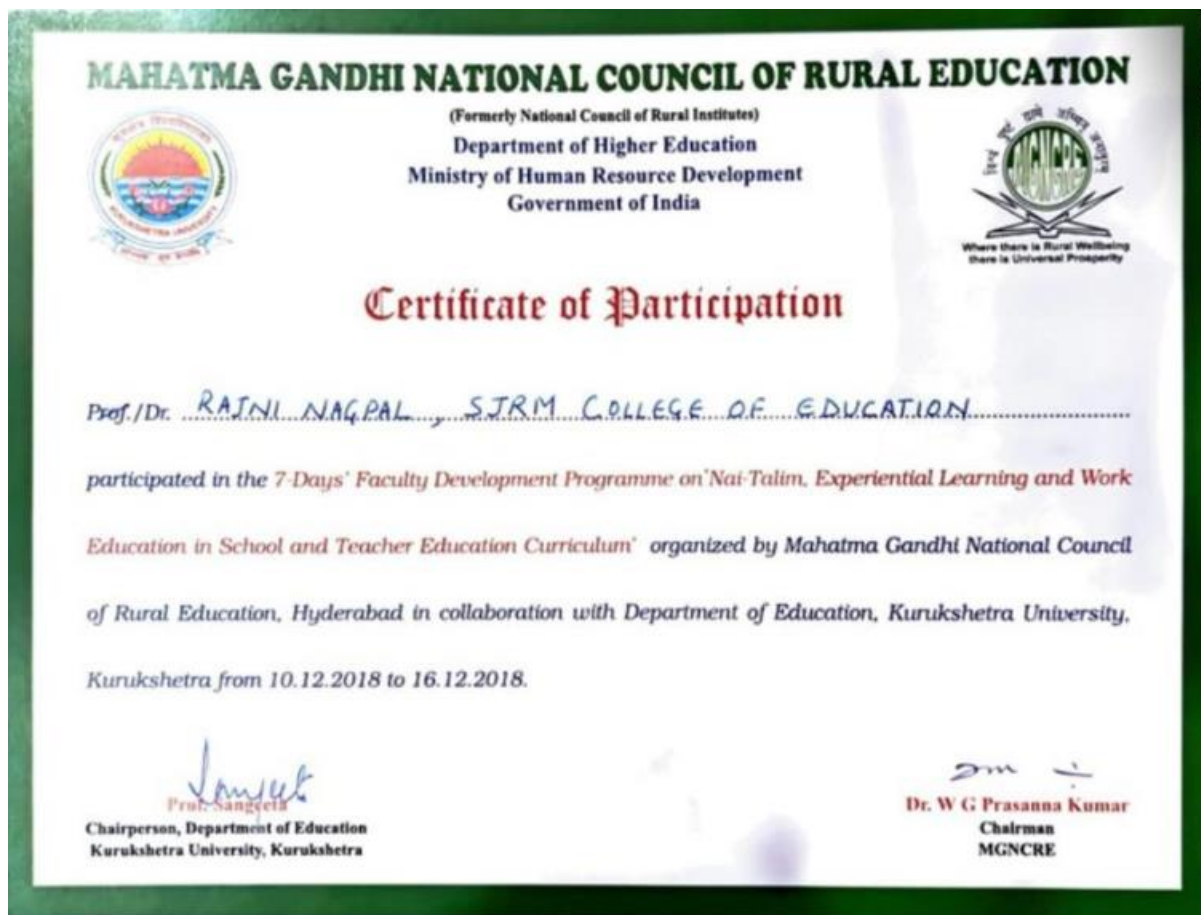 MAHATMA GANDHI NATIONAL COUNCIL OF RURAL EDUCATION
(Formerly National Council of Rural Institutes)
Department of Higher Education
Ministry of Human Resource Development
Government of India
KURUKSHETRA UNIVERSITY
MGNCRE
Where there is Rural Wellbeing
there is Universal Prosperity
Certificate of Participation
Prof./Dr. RAJNI NAGPAL, SJRM COLLEGE OF EDUCATION
participated in the 7-Days' Faculty Development Programme on 'Nai-Talim, Experiential Learning and Work
Education in School and Teacher Education Curriculum' organized by Mahatma Gandhi National Council
of Rural Education, Hyderabad in collaboration with Department of Education, Kurukshetra University,
Kurukshetra from 10.12.2018 to 16.12.2018.
Prof. Sangeeta
Chairperson, Department of Education
Kurukshetra University, Kurukshetra
Dr. W G Prasanna Kumar
Chairman
MGNCRE